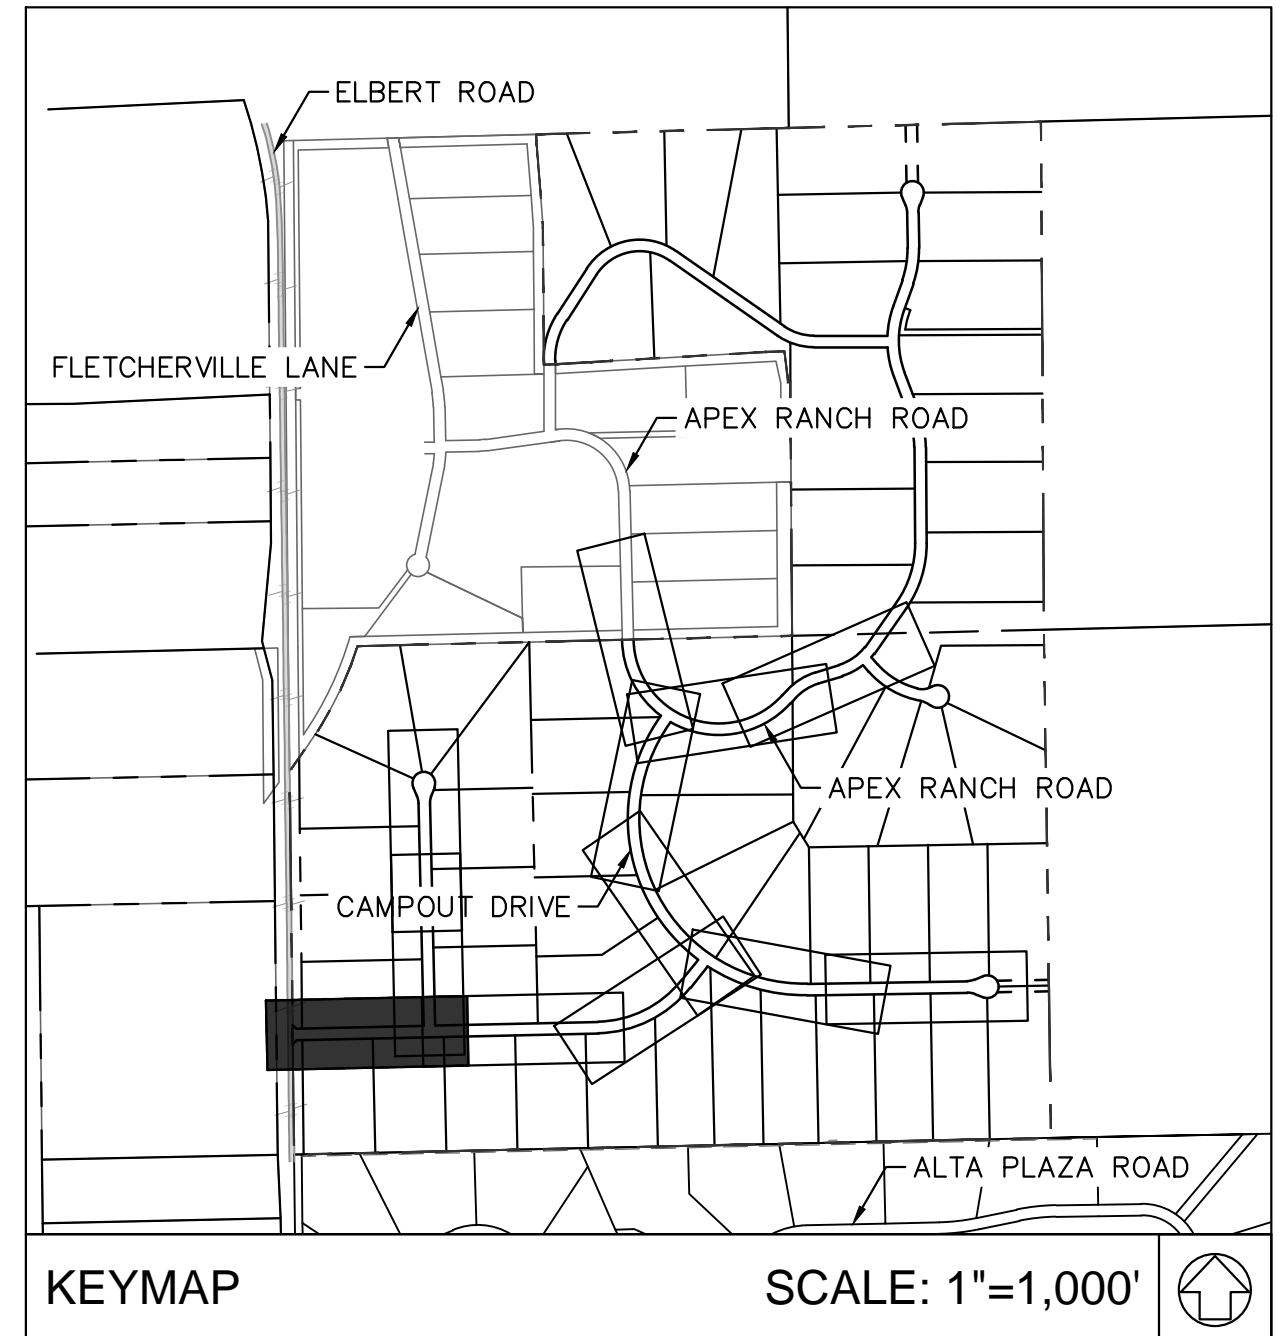 ELBERT ROAD
FLETCHERVILLE LANE
APEX RANCH ROAD
APEX RANCH ROAD
CAMPOUT DRIVE
ALTA PLAZA ROAD
KEYMAP
SCALE: 1"=1,000'